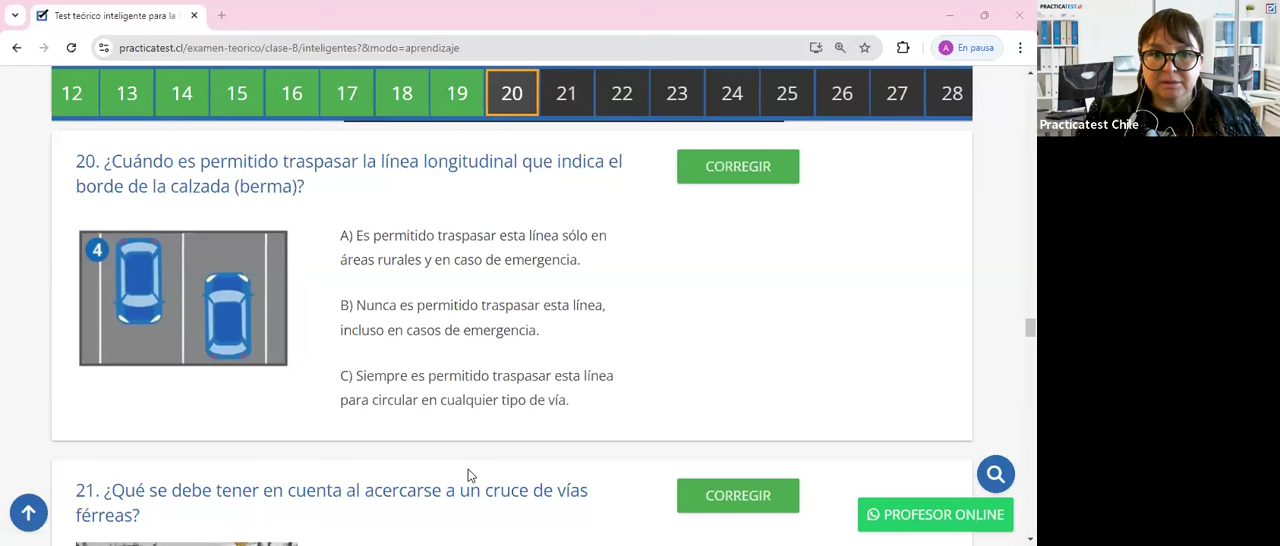 Test teórico inteligente para la
practicatest.cl/examen-teorico/clase-B/inteligentes?&modo=aprendizaje
A
En pausa
12 13 14 15 16 17 18 19 20 21 22 23 24 25 26 27 28
20. ¿Cuándo es permitido traspasar la línea longitudinal que indica el
borde de la calzada (berma)?
CORREGIR
4
A) Es permitido traspasar esta línea sólo en
áreas rurales y en caso de emergencia.
B) Nunca es permitido traspasar esta línea,
incluso en casos de emergencia.
C) Siempre es permitido traspasar esta línea
para circular en cualquier tipo de vía.
21. ¿Qué se debe tener en cuenta al acercarse a un cruce de vías
férreas?
CORREGIR
PROFESOR ONLINE
PRACTICATEST.cl
Practicatest Chile